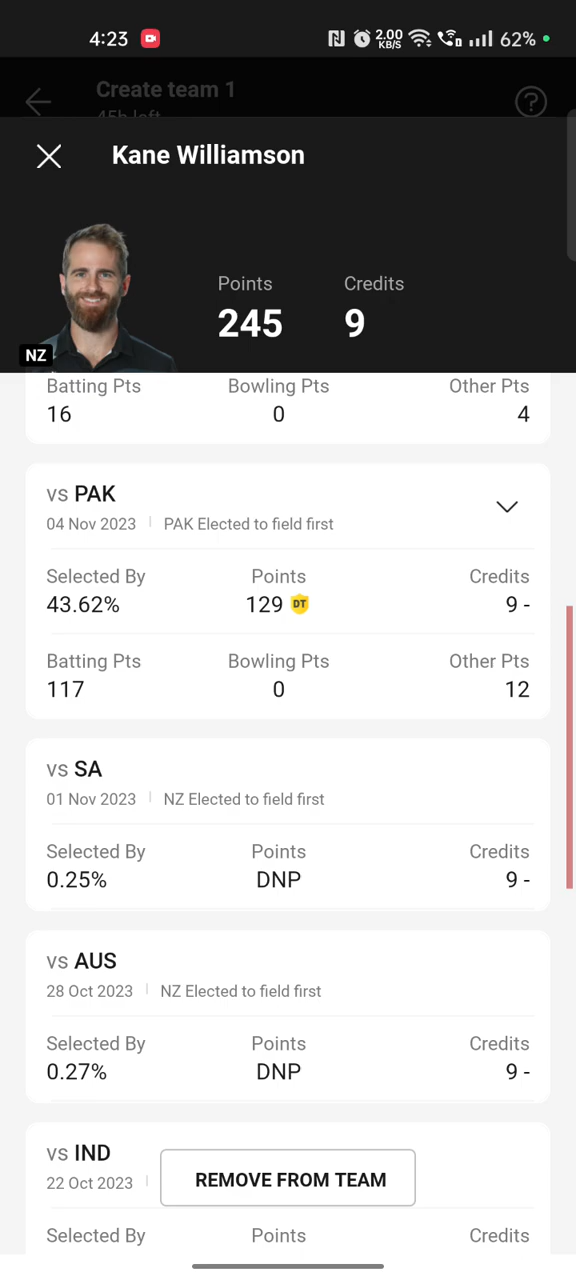 4:23 2.00 KB/S 62%
Create team 1
45h left
Kane Williamson
Points Credits
245 9
NZ
Batting Pts Bowling Pts Other Pts
16 0 4
vs PAK
04 Nov 2023 PAK Elected to field first
Selected By Points Credits
43.62% 129 DT 9 -
Batting Pts Bowling Pts Other Pts
117 0 12
vs SA
01 Nov 2023 NZ Elected to field first
Selected By Points Credits
0.25% DNP 9 -
vs AUS
28 Oct 2023 NZ Elected to field first
Selected By Points Credits
0.27% DNP 9 -
vs IND
22 Oct 2023
REMOVE FROM TEAM
Selected By Points Credits